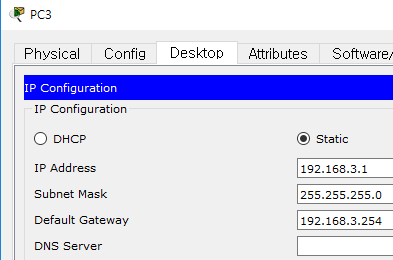 PC3
Physical Config Desktop Attributes Software/
IP Configuration
IP Configuration
DHCP Static
IP Address 192.168.3.1
Subnet Mask 255.255.255.0
Default Gateway 192.168.3.254
DNS Server